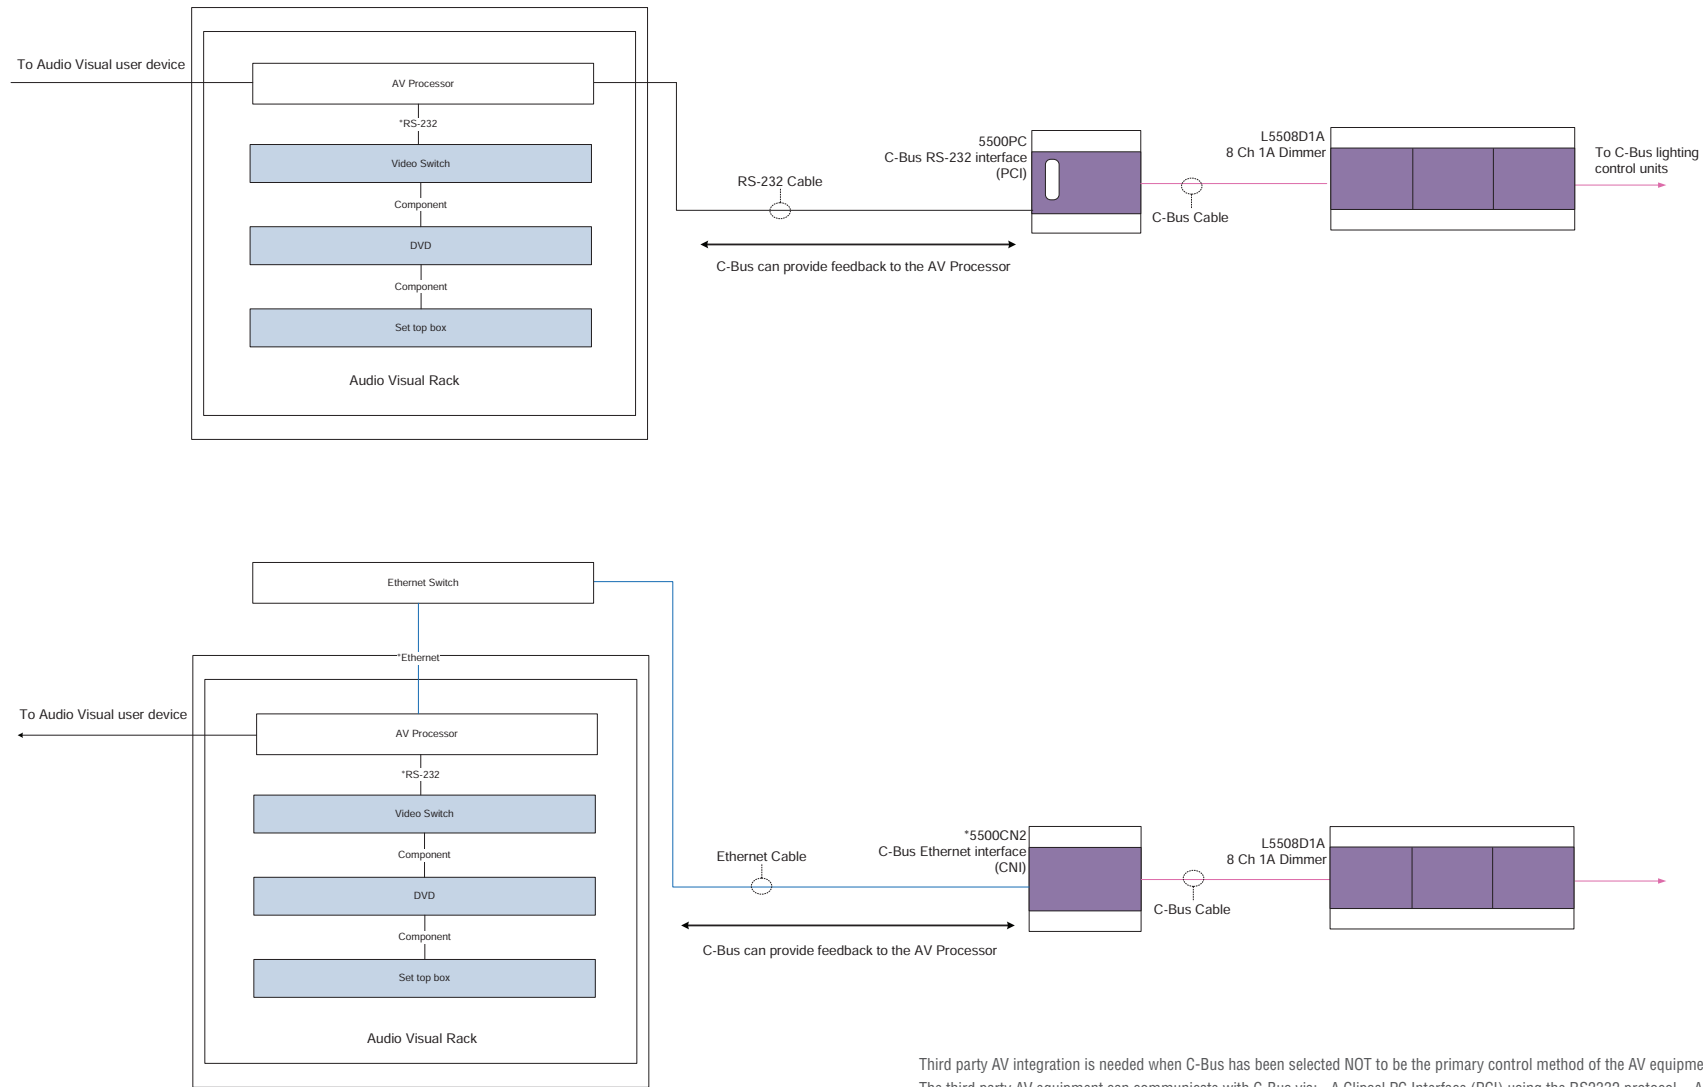 To Audio Visual user device
AV Processor
*RS-232
Video Switch
Component
DVD
Component
Set top box
Audio Visual Rack
RS-232 Cable
C-Bus can provide feedback to the AV Processor
5500PC
C-Bus RS-232 interface
(PCI)
C-Bus Cable
L5508D1A
8 Ch 1A Dimmer
To C-Bus lighting
control units
Ethernet Switch
*Ethernet
To Audio Visual user device
AV Processor
*RS-232
Video Switch
Component
DVD
Component
Set top box
Audio Visual Rack
Ethernet Cable
C-Bus can provide feedback to the AV Processor
*5500CN2
C-Bus Ethernet interface
(CNI)
C-Bus Cable
L5508D1A
8 Ch 1A Dimmer
Third party AV integration is needed when C-Bus has been selected NOT to be the primary control method of the AV equipme